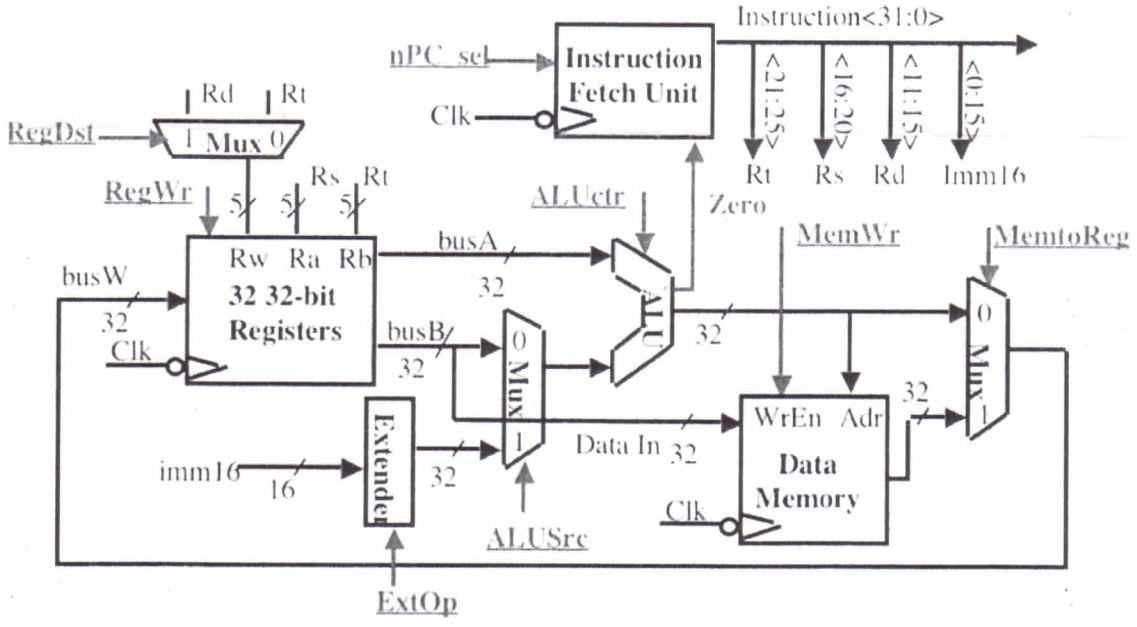 Instruction<31:0>
nPC_sel
Instruction
Fetch Unit
Clk
<21:25>
<16:20>
<11:15>
<0:15>
Rt
Rs
Rd
Imm16
Rd
Rt
RegDst
1 Mux 0
RegWr
5
5
Rs
5
Rt
ALUctr
Zero
MemWr
MemtoReg
busW
32
Rw Ra Rb
32 32-bit
Registers
Clk
busA
32
busB
32
0
Mux
1
ALU
32
0
Mux
1
imm16
16
Extender
32
Data In
32
WrEn Adr
Data
Memory
Clk
32
ALUSrc
ExtOp